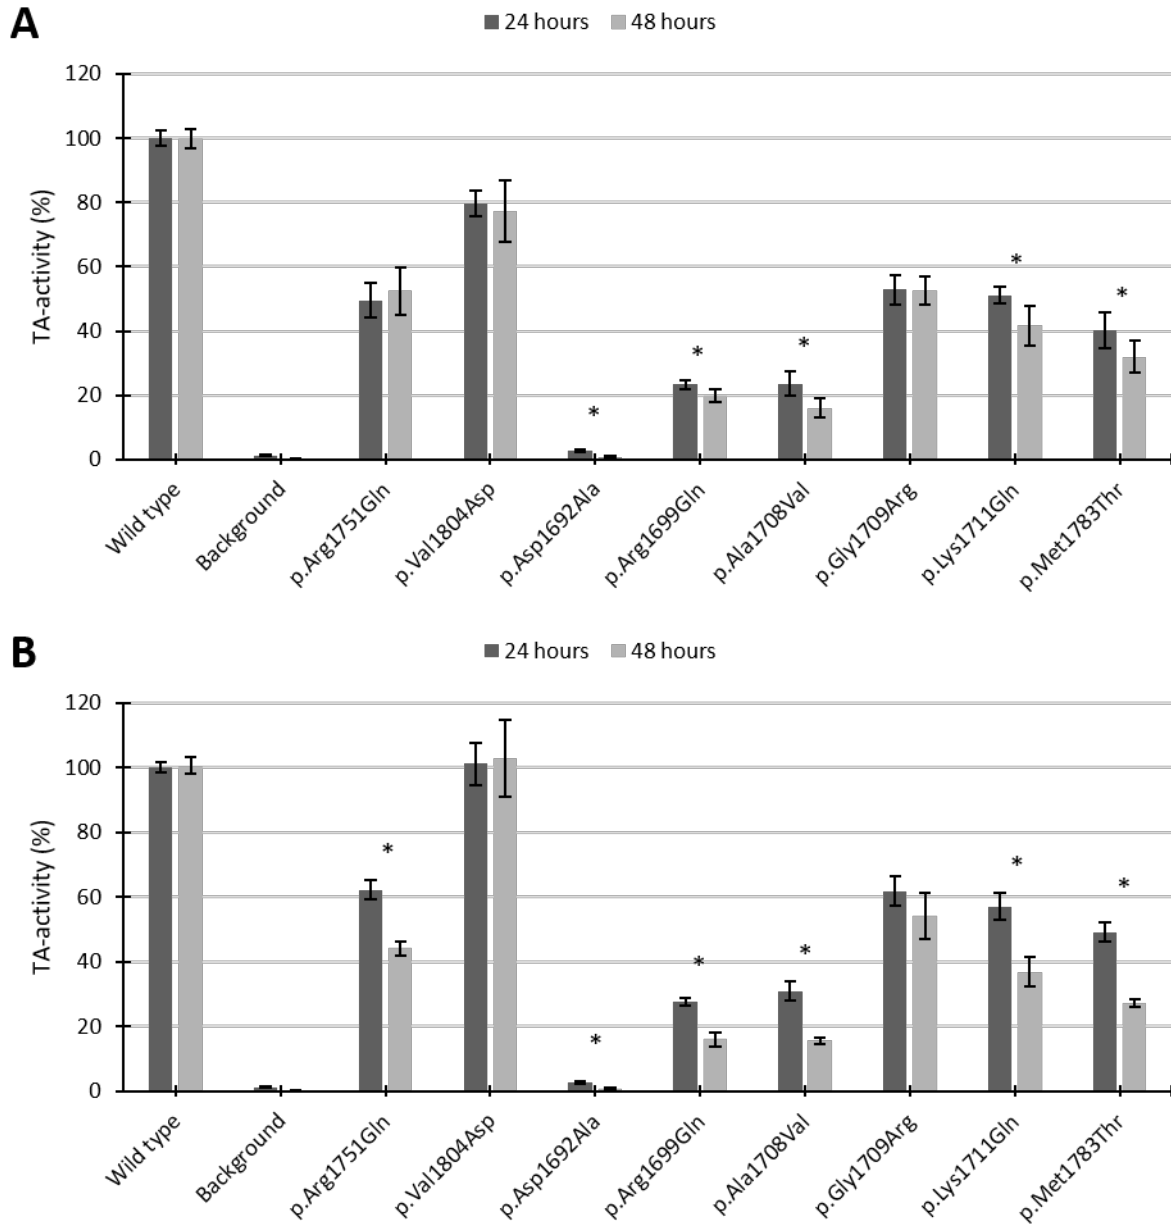 A
24 hours 48 hours
120
100
80
60
40
20
0
TA-activity (%)
* * * * *
Wild type
Background
p.Arg1751Gln
p.Val1804Asp
p.Asp1692Ala
p.Arg1699Gln
p.Ala1708Val
p.Gly1709Arg
p.Lys1711Gln
p.Met1783Thr
B
24 hours 48 hours
120
100
80
60
40
20
0
TA-activity (%)
* * * * * *
Wild type
Background
p.Arg1751Gln
p.Val1804Asp
p.Asp1692Ala
p.Arg1699Gln
p.Ala1708Val
p.Gly1709Arg
p.Lys1711Gln
p.Met1783Thr